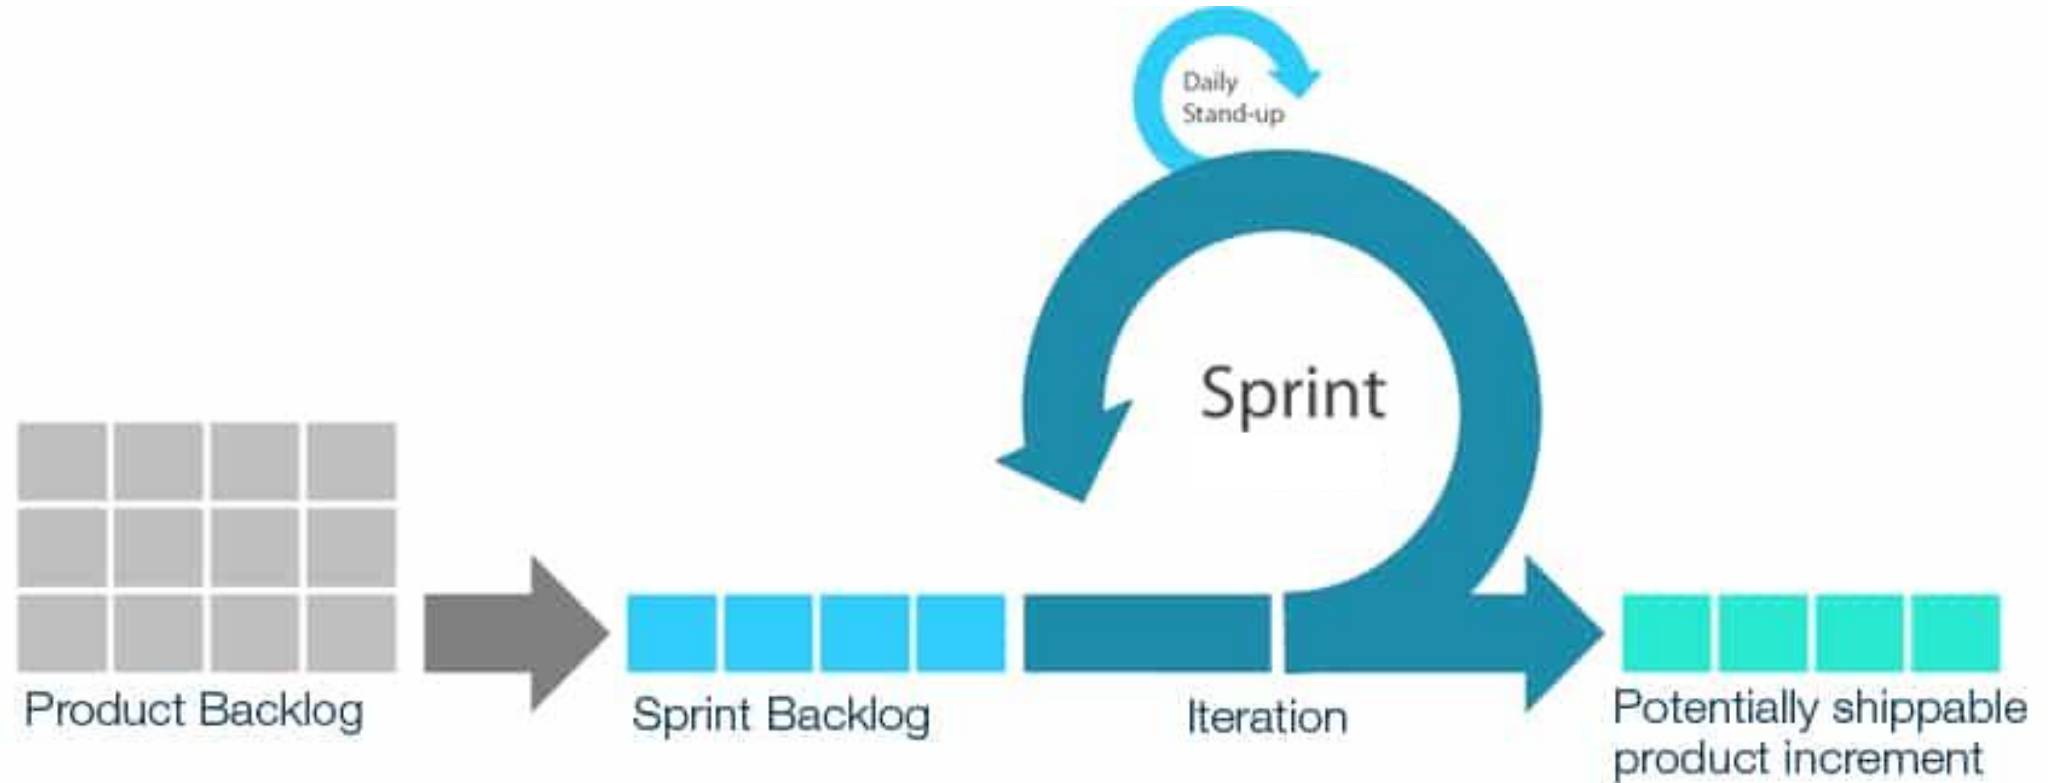 Daily
Stand-up
Sprint
Product Backlog
Sprint Backlog
Iteration
Potentially shippable
product increment